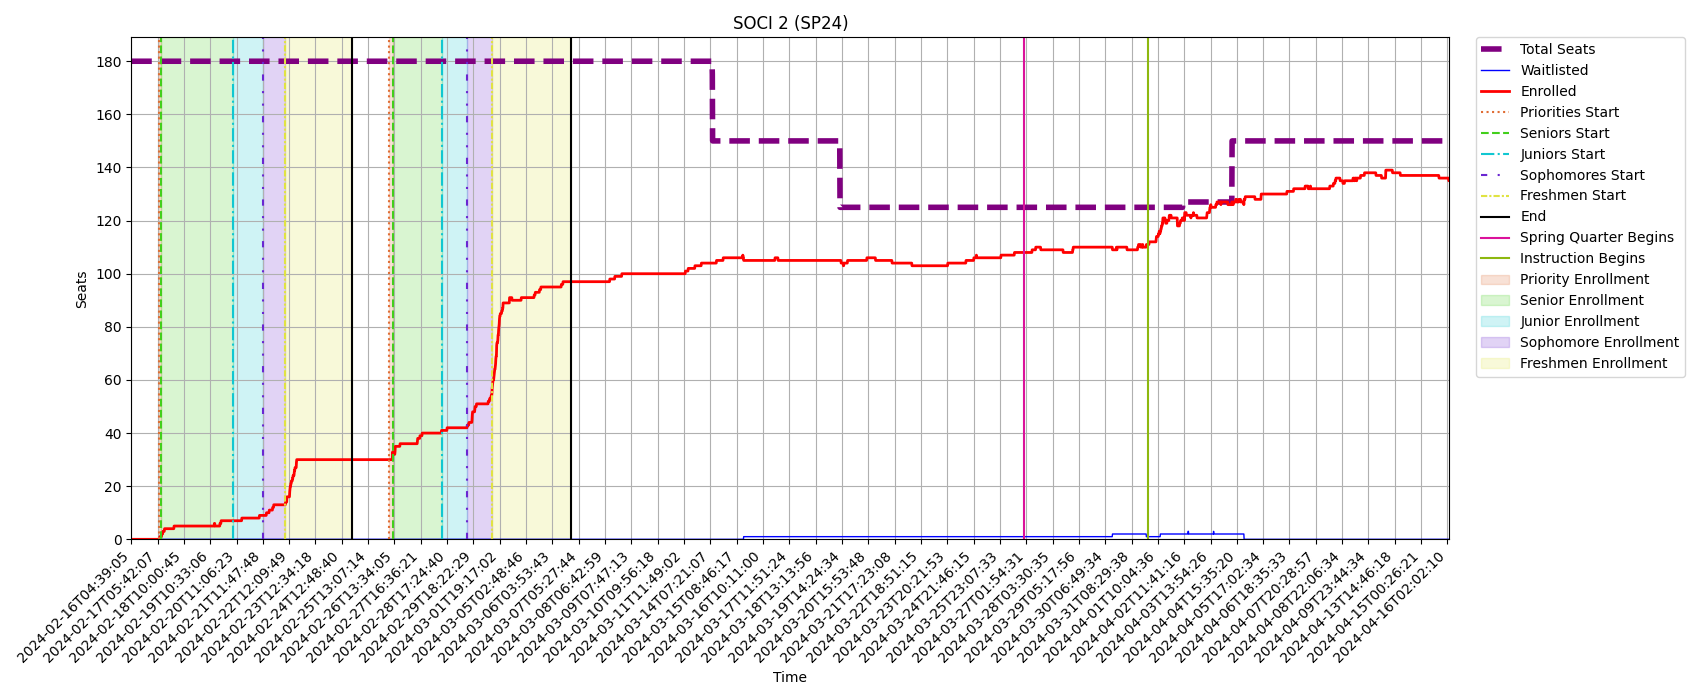 SOCI 2 (SP24)
Seats
180
160
140
120
100
80
60
40
20
0
2024-02-16T04:39:05
2024-02-17T05:42:07
2024-02-18T10:00:45
2024-02-19T10:33:06
2024-02-20T11:06:23
2024-02-21T11:47:48
2024-02-22T12:09:49
2024-02-23T12:34:18
2024-02-24T12:48:40
2024-02-25T13:07:14
2024-02-26T13:34:05
2024-02-27T16:36:21
2024-02-28T17:24:40
2024-02-29T18:22:29
2024-03-01T19:17:02
2024-03-05T02:48:46
2024-03-06T03:53:43
2024-03-07T05:27:44
2024-03-08T06:42:59
2024-03-09T07:47:13
2024-03-10T09:56:18
2024-03-11T11:49:02
2024-03-14T07:21:07
2024-03-15T08:46:17
2024-03-16T10:11:00
2024-03-17T11:51:24
2024-03-18T13:13:56
2024-03-19T14:24:34
2024-03-20T15:53:48
2024-03-21T17:23:08
2024-03-22T18:51:15
2024-03-23T20:21:53
2024-03-24T21:46:15
2024-03-25T23:07:33
2024-03-27T01:54:31
2024-03-28T03:30:35
2024-03-29T05:17:56
2024-03-30T06:49:34
2024-03-31T08:29:38
2024-04-01T10:04:36
2024-04-02T11:41:16
2024-04-03T13:54:26
2024-04-04T15:35:20
2024-04-05T17:02:34
2024-04-06T18:35:33
2024-04-07T20:28:57
2024-04-08T22:06:34
2024-04-09T23:44:34
2024-04-13T14:46:18
2024-04-15T00:26:21
2024-04-16T02:02:10
Time
Total Seats
Waitlisted
Enrolled
Priorities Start
Seniors Start
Juniors Start
Sophomores Start
Freshmen Start
End
Spring Quarter Begins
Instruction Begins
Priority Enrollment
Senior Enrollment
Junior Enrollment
Sophomore Enrollment
Freshmen Enrollment